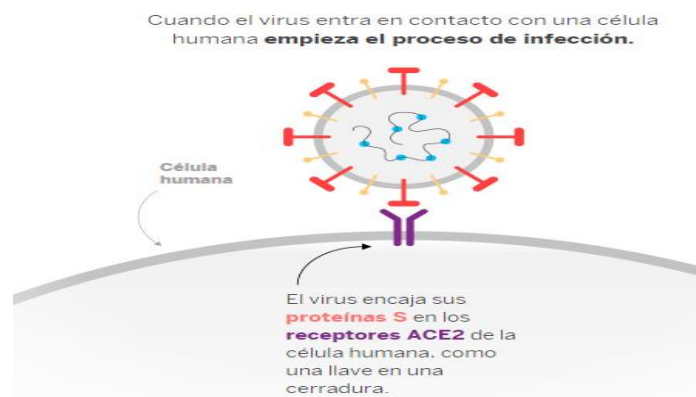 Cuando el virus entra en contacto con una célula
humana empieza el proceso de infección.
Célula
humana
El virus encaja sus
proteínas S en los
receptores ACE2 de la
célula humana, como
una llave en una
cerradura.